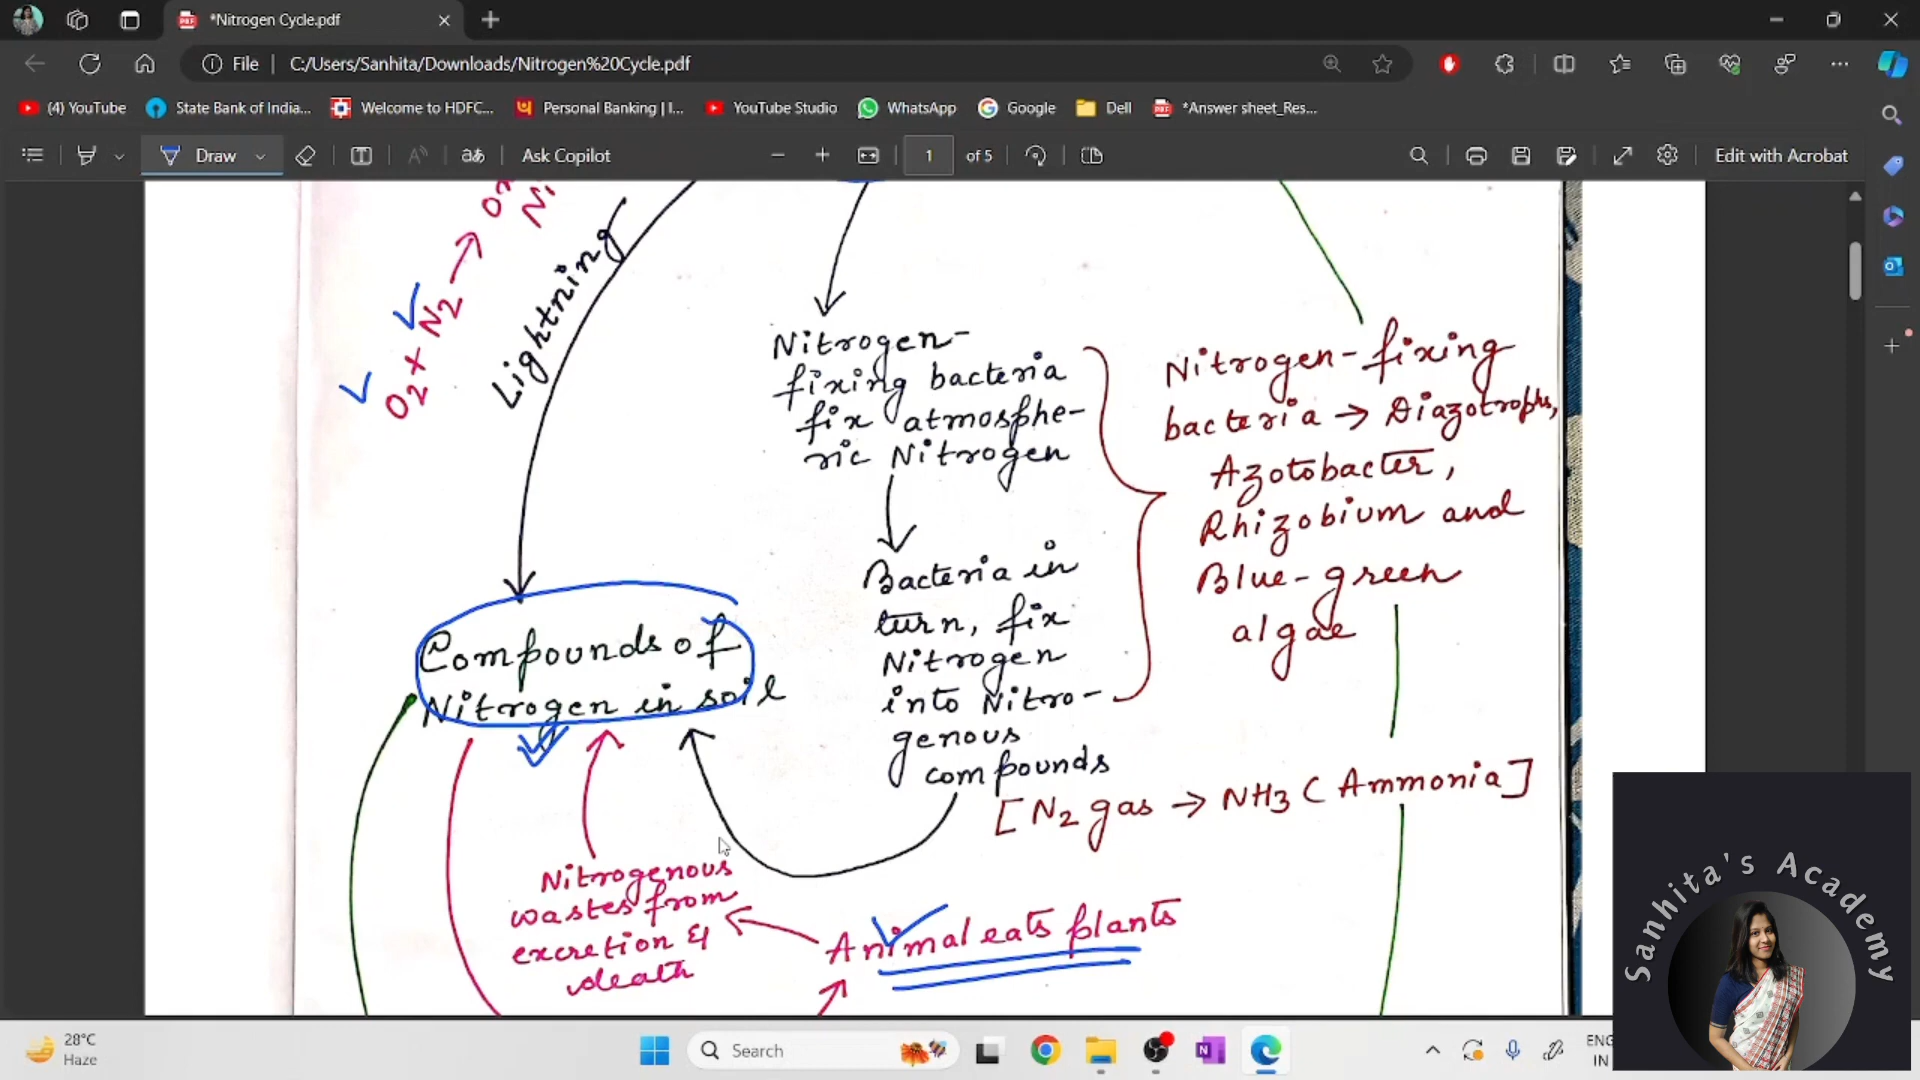 *Nitrogen Cycle.pdf
File
C:/Users/Sanhita/Downloads/Nitrogen%20Cycle.pdf
(4) YouTube
State Bank of India...
Welcome to HDFC...
Personal Banking | I...
YouTube Studio
WhatsApp
Google
Dell
*Answer sheet_Res...
Draw
Ask Copilot
1 of 5
Edit with Acrobat
O2 + N2 →
Lightning
Nitrogen-
fixing bacteria
fix atmosphe-
ric Nitrogen
Bacteria in
turn, fix
Nitrogen
into Nitro-
genous
compounds
[N2 gas → NH3 (Ammonia]
Nitrogen-fixing
bacteria → Diazotrophs,
Azotobacter,
Rhizobium and
Blue-green
algae
Compounds of
Nitrogen in soil
Nitrogenous
wastes from
excretion &
death
Animal eats plants
Sanhita's Academy
28°C
Haze
Search
ENG
IN